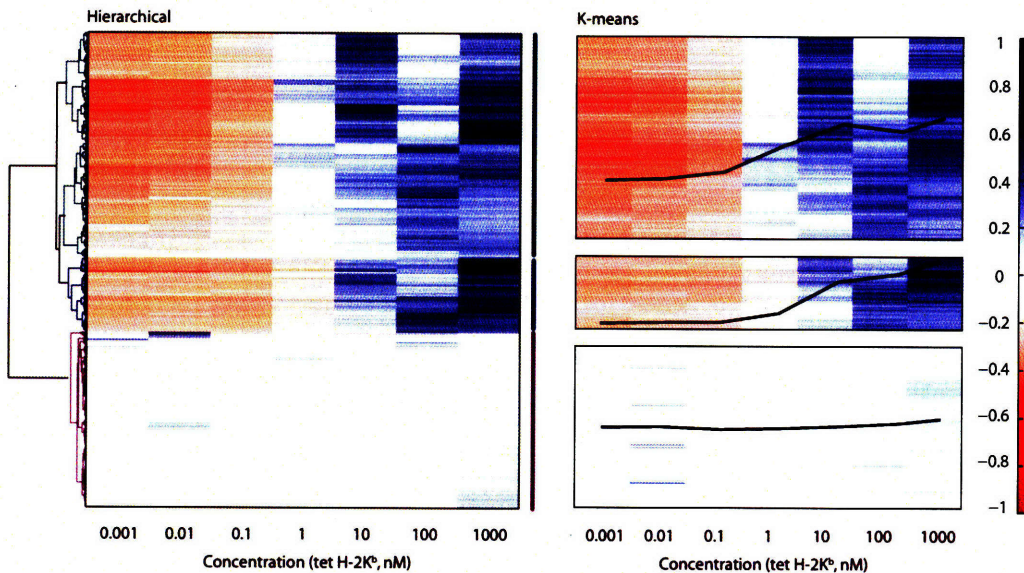 Hierarchical
K-means
1
0.8
0.6
0.4
0.2
0
−0.2
−0.4
−0.6
−0.8
−1
0.001 0.01 0.1 1 10 100 1000
0.001 0.01 0.1 1 10 100 1000
Concentration (tet H-2Kᵇ, nM)
Concentration (tet H-2Kᵇ, nM)